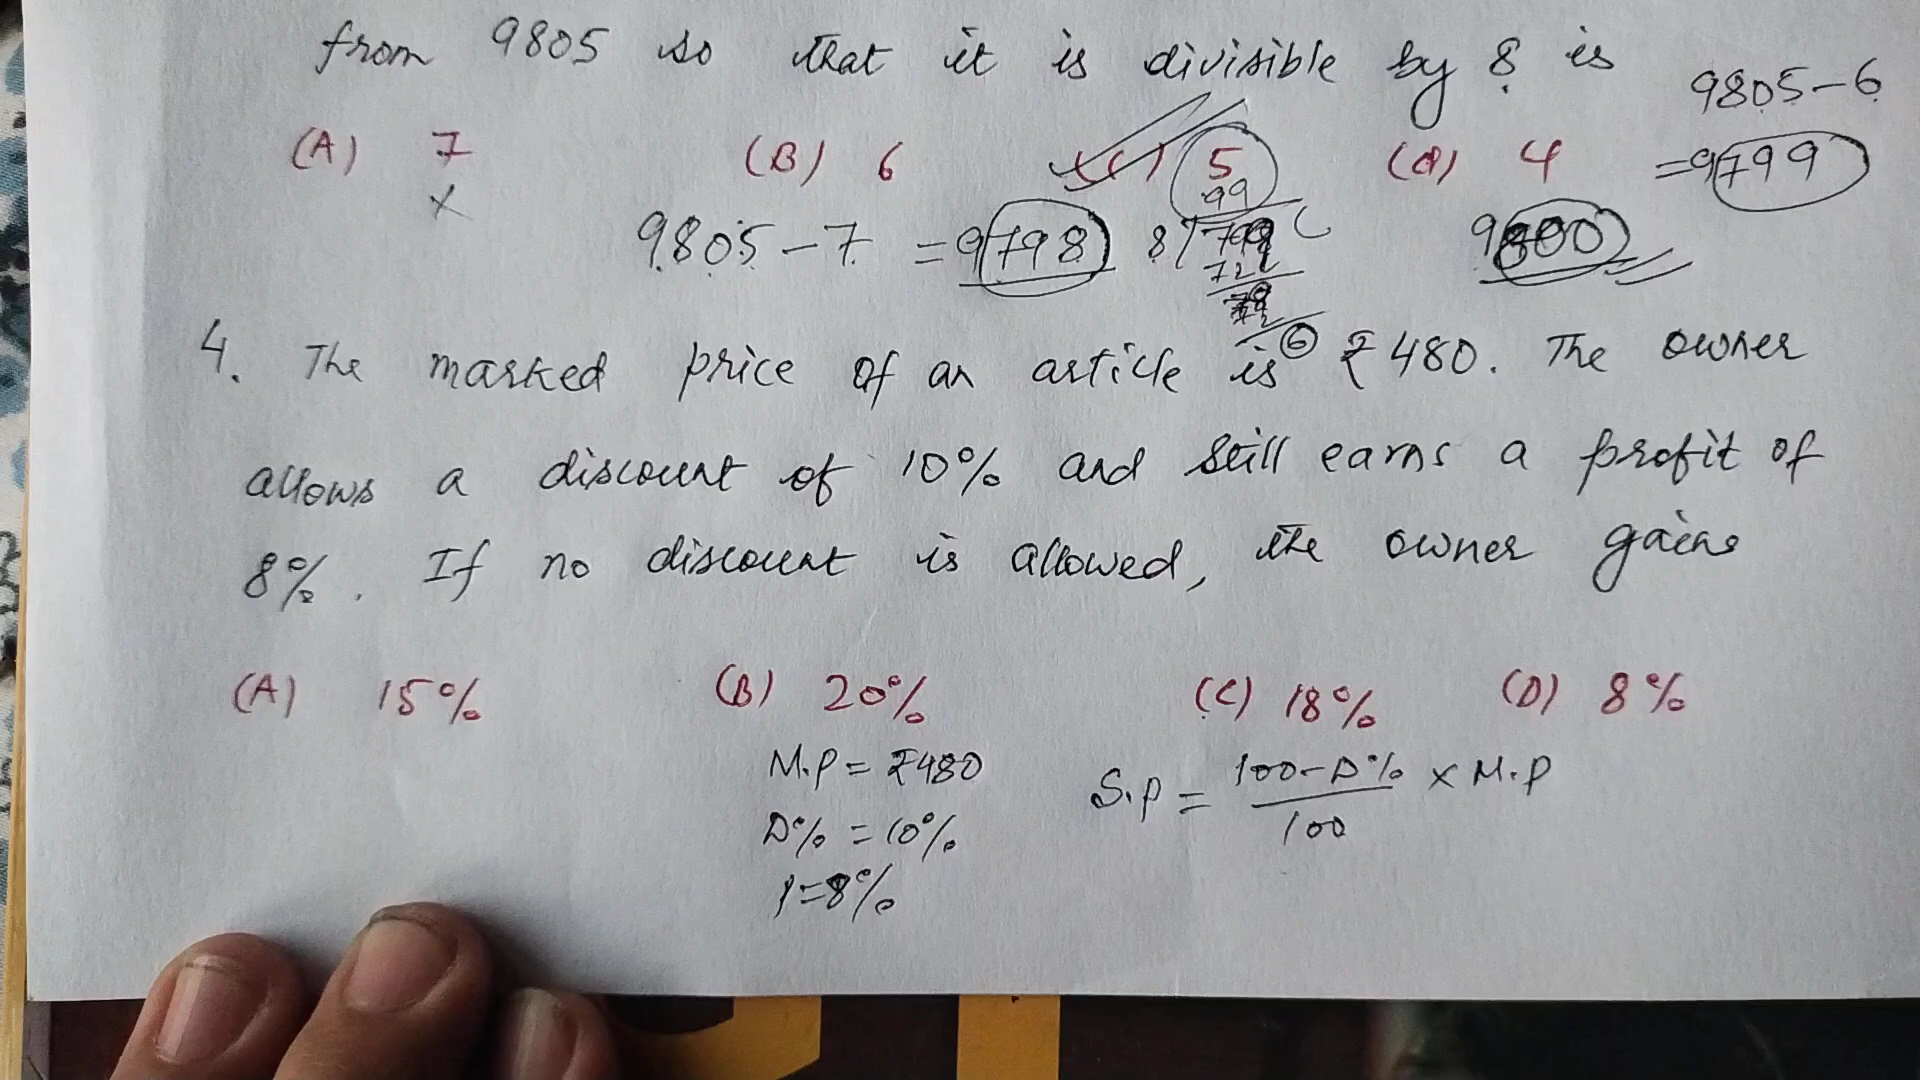 from 9805 so that it is divisible by 8 is
9805-6
(A) 7 (B) 6 (C) 5 (D) 4 =9799
×
9805-7 =9798 9800
99
8)798(
72
6
4. The marked price of an article is ₹480. The owner
allows a discount of 10% and still earns a profit of
8%. If no discount is allowed, the owner gains
(A) 15% (B) 20% (C) 18% (D) 8%
M.P = ₹480
D% = 10%
P=8%
S.P = 100-D% × M.P
100